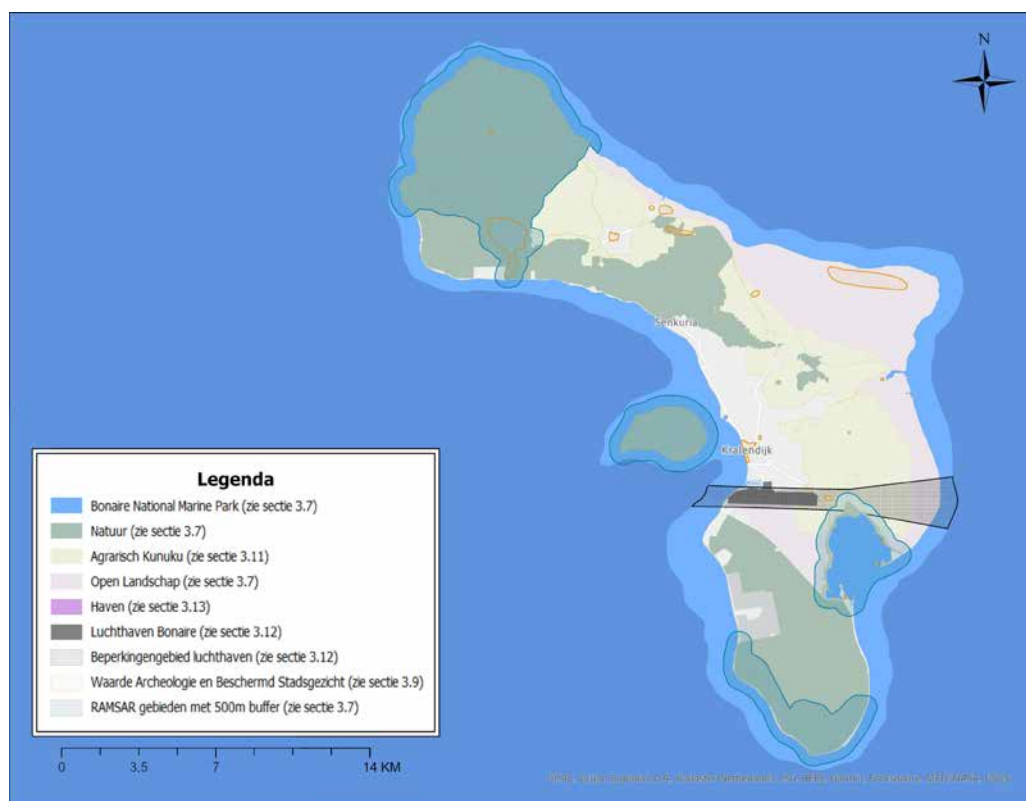 N
Senkuria
Kralendijk
Legenda
Bonaire National Marine Park (zie sectie 3.7)
Natuur (zie sectie 3.7)
Agrarisch Kunuku (zie sectie 3.11)
Open Landschap (zie sectie 3.7)
Haven (zie sectie 3.13)
Luchthaven Bonaire (zie sectie 3.12)
Beperkingengebied luchthaven (zie sectie 3.12)
Waarde Archeologie en Beschermd Stadsgezicht (zie sectie 3.9)
RAMSAR gebieden met 500m buffer (zie sectie 3.7)
0 3.5 7 14 KM